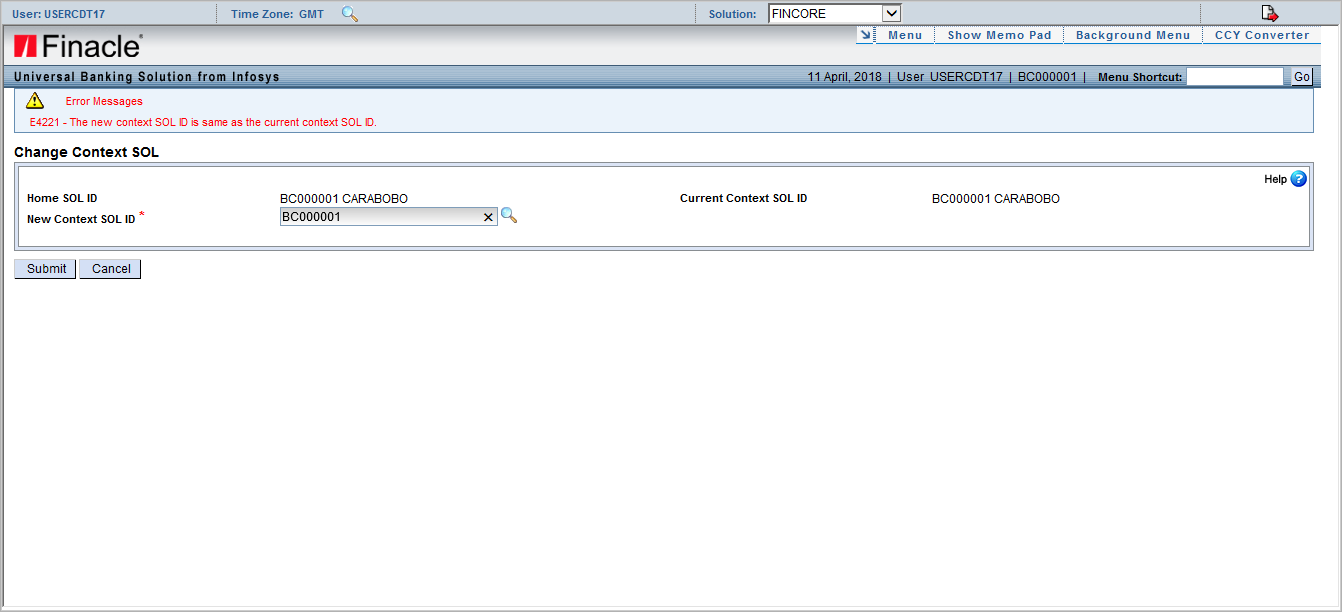 User: USERCDT17 Time Zone: GMT Solution: FINCORE
Menu Show Memo Pad Background Menu CCY Converter
Finacle
Universal Banking Solution from Infosys 11 April, 2018 | User USERCDT17 | BC000001 | Menu Shortcut: Go
Error Messages
E4221 - The new context SOL ID is same as the current context SOL ID.
Change Context SOL
Help ?
Home SOL ID BC000001 CARABOBO Current Context SOL ID BC000001 CARABOBO
New Context SOL ID * BC000001
Submit Cancel